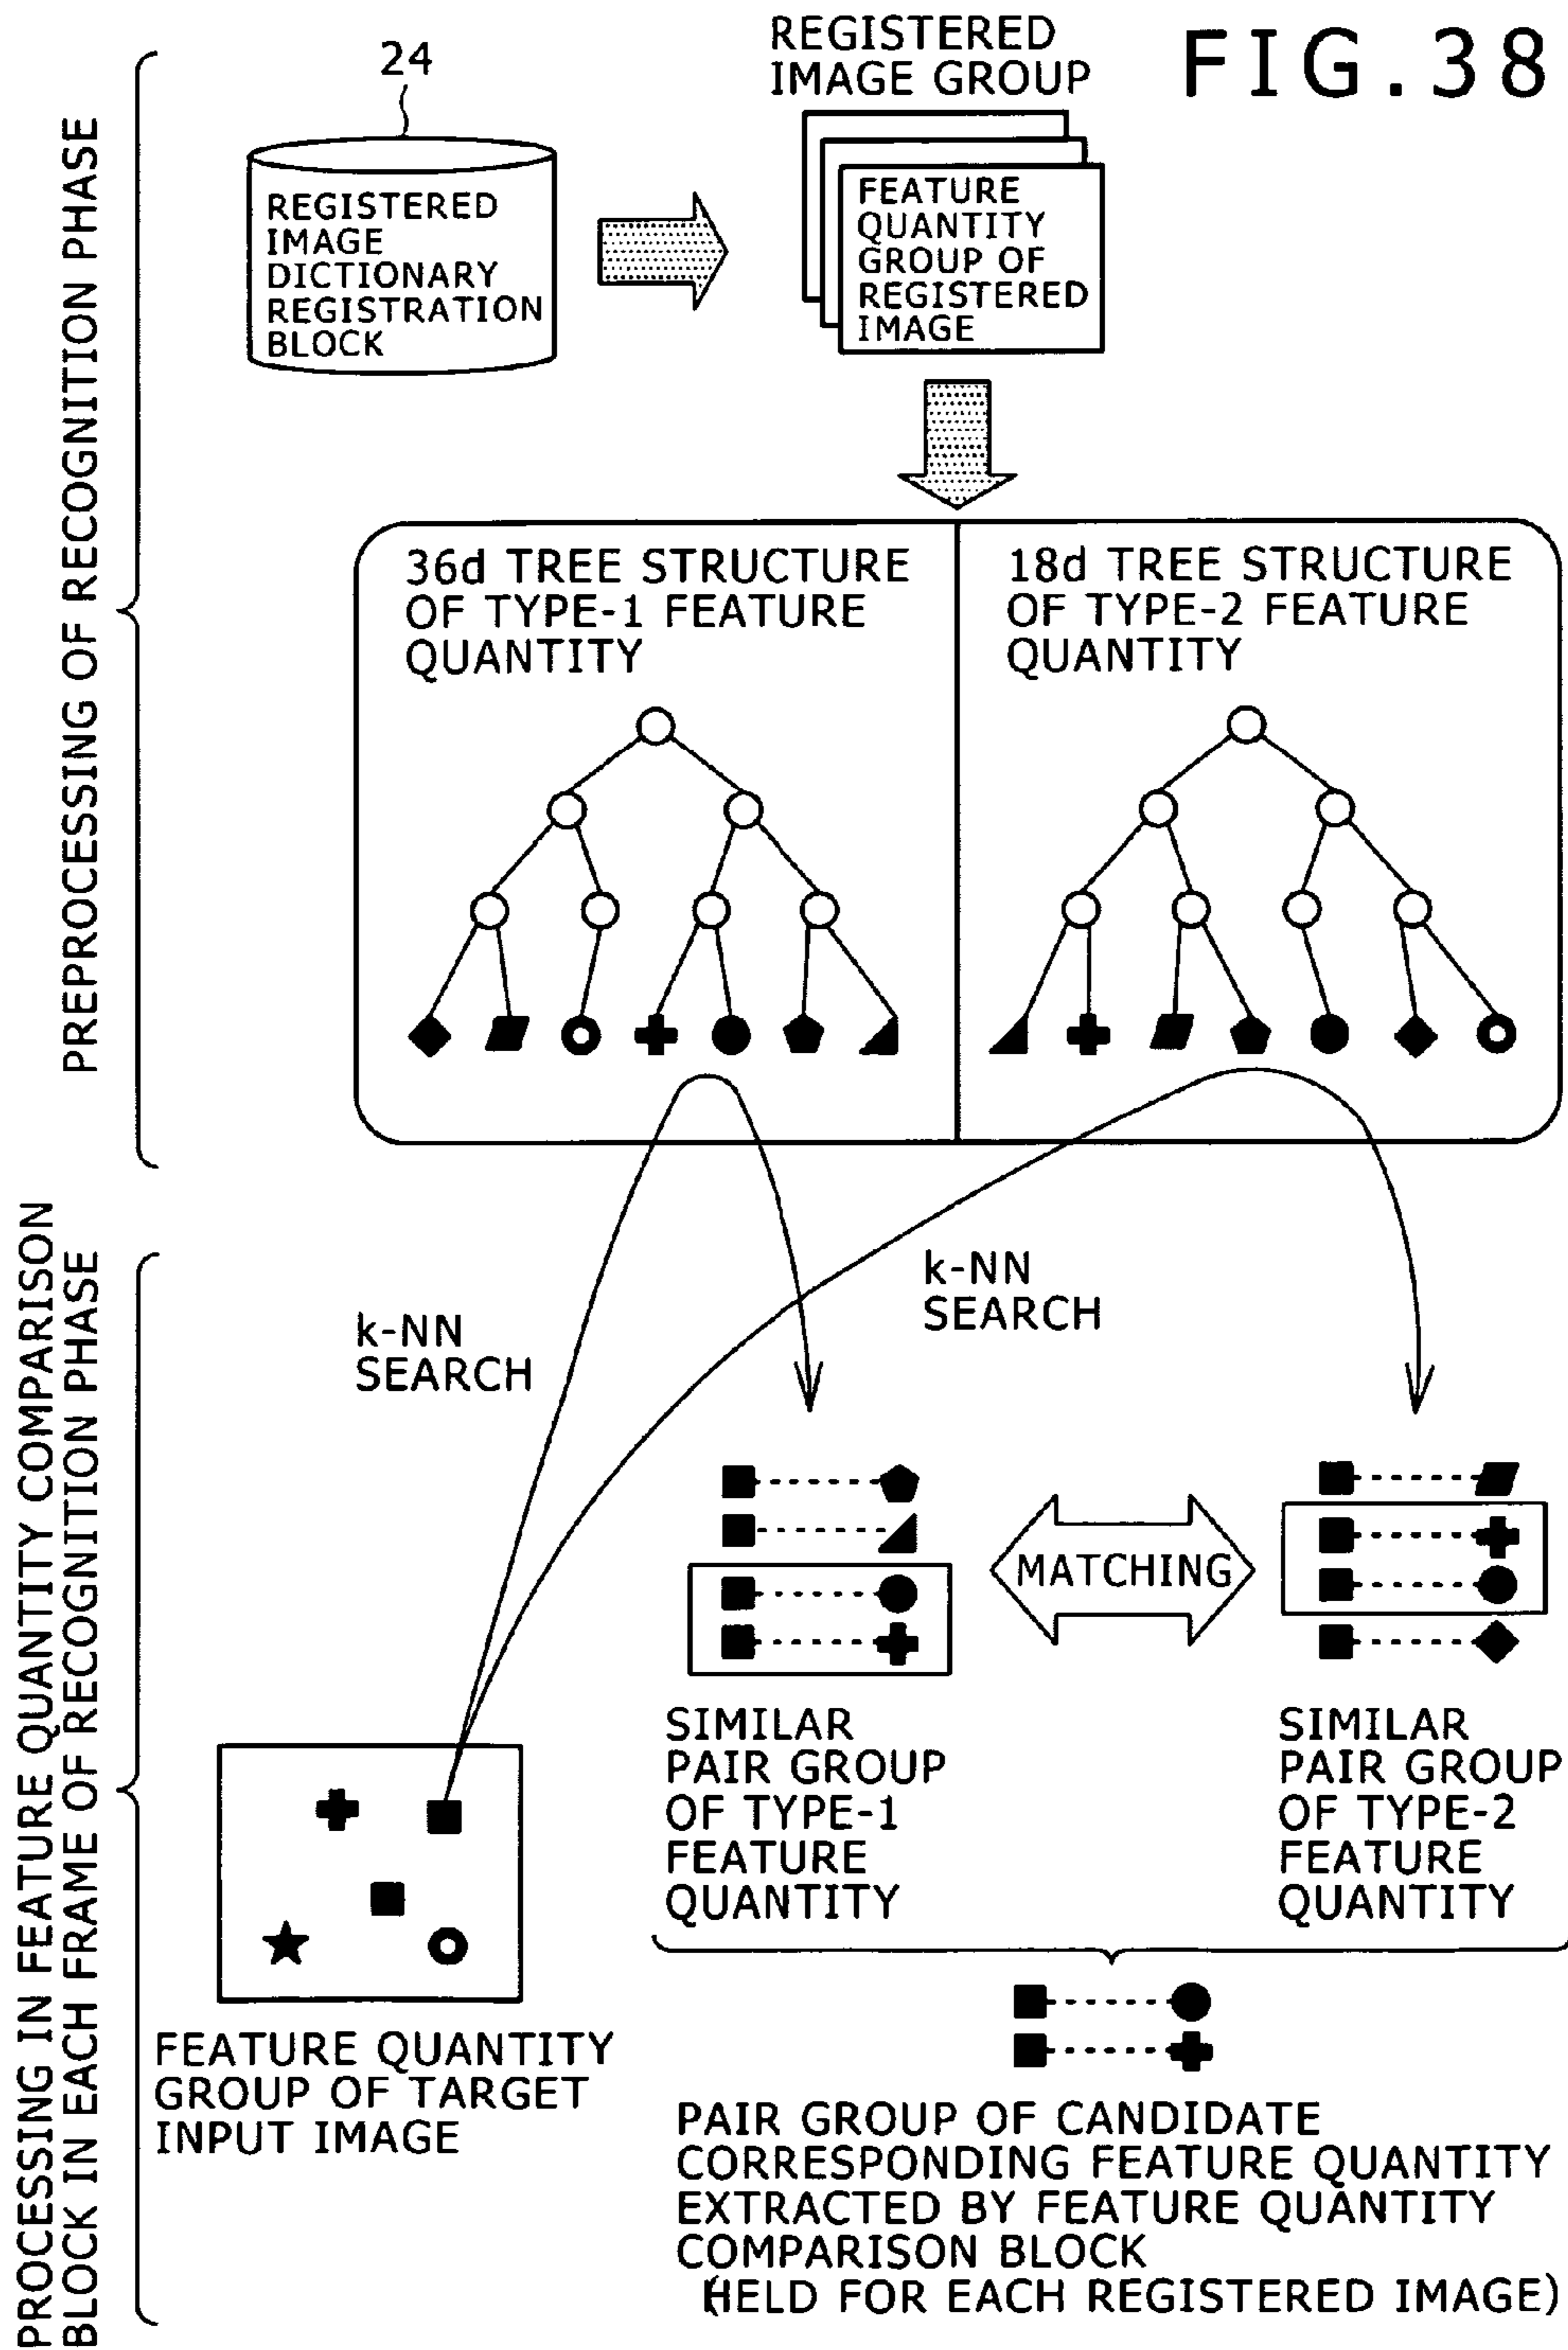 FIG.38
PREPROCESSING OF RECOGNITION PHASE
24
REGISTERED
IMAGE
DICTIONARY
REGISTRATION
BLOCK
REGISTERED
IMAGE GROUP
FEATURE
QUANTITY
GROUP OF
REGISTERED
IMAGE
36d TREE STRUCTURE
OF TYPE-1 FEATURE
QUANTITY
18d TREE STRUCTURE
OF TYPE-2 FEATURE
QUANTITY
PROCESSING IN FEATURE QUANTITY COMPARISON
BLOCK IN EACH FRAME OF RECOGNITION PHASE
k-NN
SEARCH
k-NN
SEARCH
MATCHING
SIMILAR
PAIR GROUP
OF TYPE-1
FEATURE
QUANTITY
SIMILAR
PAIR GROUP
OF TYPE-2
FEATURE
QUANTITY
FEATURE QUANTITY
GROUP OF TARGET
INPUT IMAGE
PAIR GROUP OF CANDIDATE
CORRESPONDING FEATURE QUANTITY
EXTRACTED BY FEATURE QUANTITY
COMPARISON BLOCK
(HELD FOR EACH REGISTERED IMAGE)